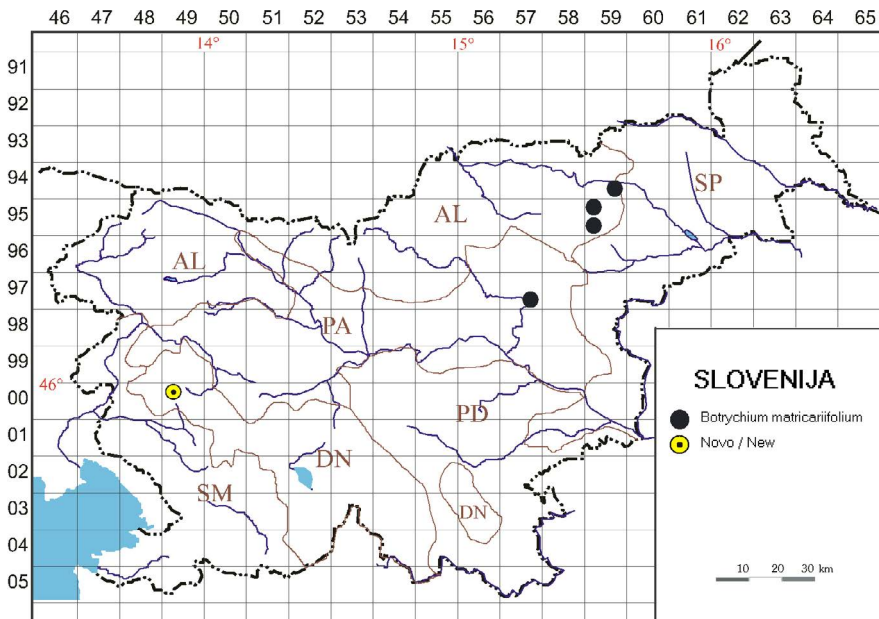 46 47 48 49 50 51 52 53 54 55 56 57 58 59 60 61 62 63 64 65
14° 15° 16°
91
92
93
94
SP
95
AL
96
AL
97
PA
98
99
46° 00
SLOVENIJA
PD
Botrychium matricariifolium
01
Novo / New
DN
02
SM
03
DN
04
10 20 30 km
05